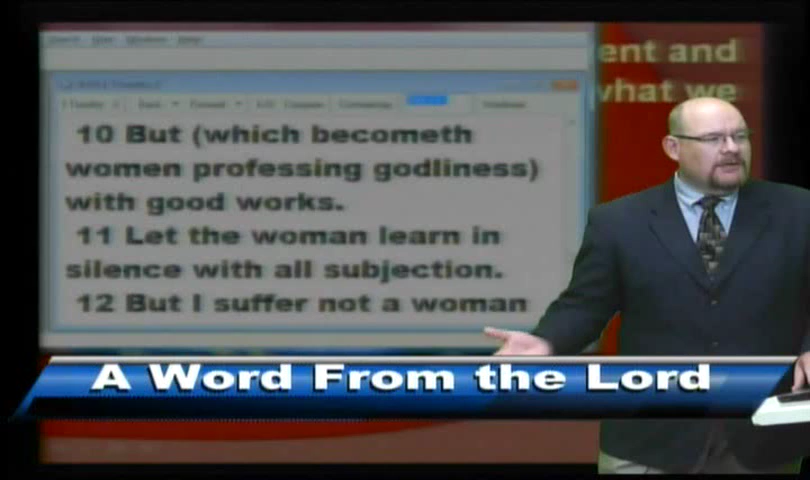 ent and
what we
10 But (which becometh
women professing godliness)
with good works.
11 Let the woman learn in
silence with all subjection.
12 But I suffer not a woman
A Word From the Lord